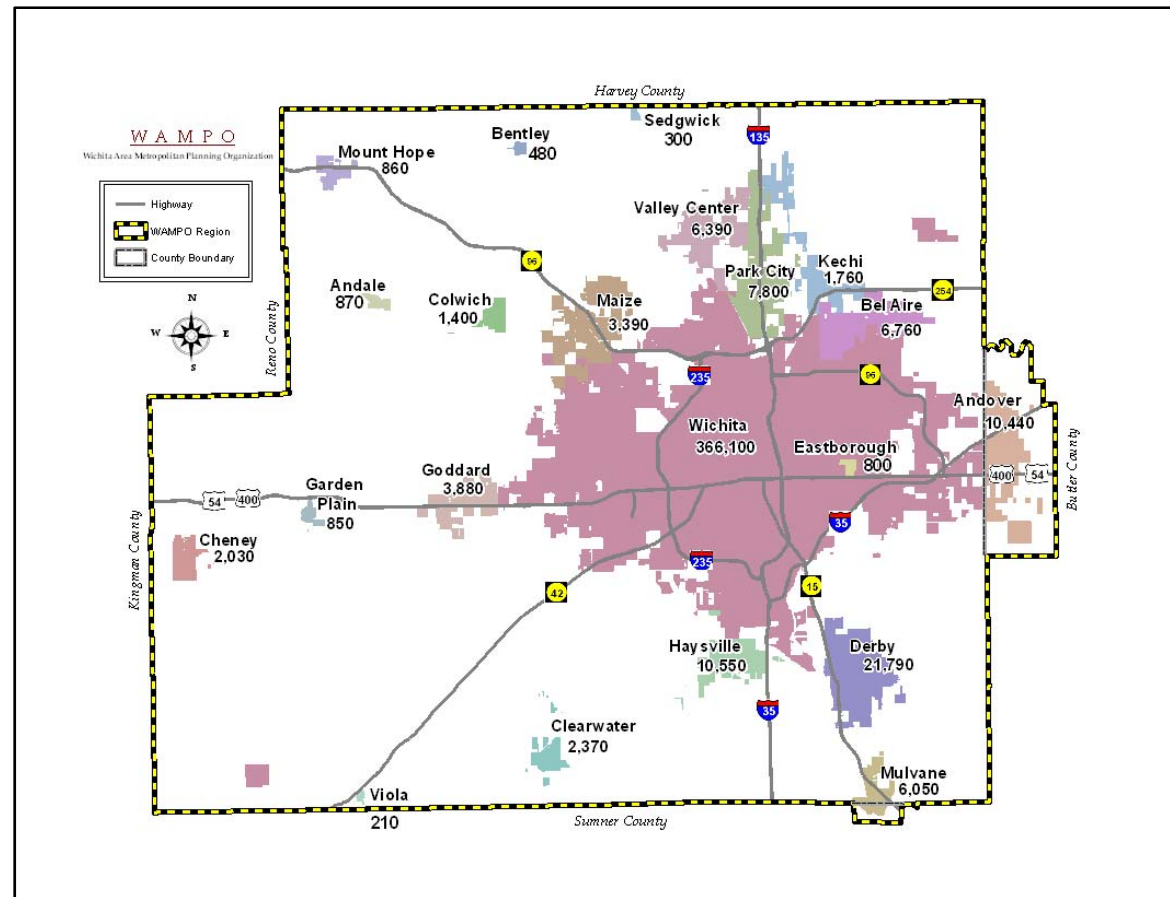 Harvey County
W A M P O
Wichita Area Metropolitan Planning Organization
Highway
WAMPO Region
County Boundary
N
W E
S
Mount Hope
860
Bentley
480
Sedgwick
300
135
Valley Center
6,390
96
Park City
7,800
Kechi
1,760
254
Andale
870
Colwich
1,400
Maize
3,390
Bel Aire
6,760
Reno County
235
96
Andover
10,440
Wichita
366,100
Eastborough
800
Goddard
3,880
Garden
Plain
850
54
400
400
54
Butler County
Cheney
2,030
Kingman County
35
235
42
15
Haysville
10,550
Derby
21,790
35
Clearwater
2,370
Mulvane
6,050
Viola
210
Sumner County